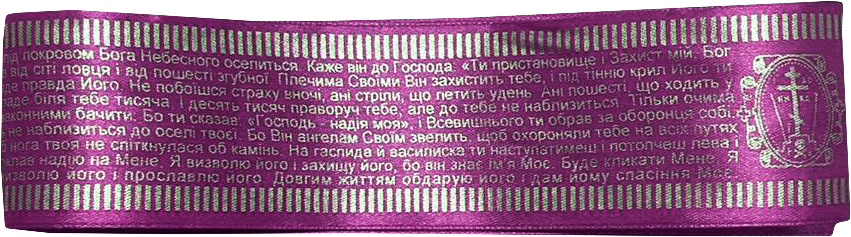 під покровом Бога Небесного оселиться. Каже він до Господа: «Ти пристановище і Захист мій, Бог
від сіті ловця і від пошесті згубної. Плечима Своїми Він захистить тебе, і під тінню крил Його ти
правда Його. Не побоїшся страху вночі, ані стріли, що летить удень. Ані пошесті, що ходить у
біля тебе тисяча, і десять тисяч праворуч тебе, але до тебе не наблизиться. Тільки очима
бачити: Бо ти сказав: «Господь - надія моя», і Всевишнього ти обрав за оборонця собі.
не наблизиться до оселі твоєї. Бо Він ангелам Своїм звелить, щоб охороняли тебе на всіх путях
нога твоя не спіткнулася об камінь. На гаспида й василиска ти наступатимеш і потопчеш лева і
надію на Мене. Я визволю його і захищу його, бо він знає ім'я Моє. Буде кликати Мене, Я
визволю його і прославлю його. Довгим життям обдарую його і дам йому спасіння Моє.